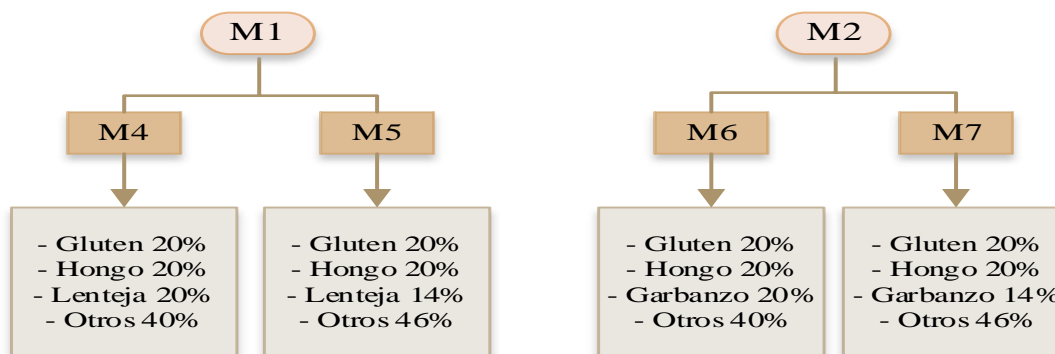 M1
M2
M4
M5
M6
M7
- Gluten 20%
- Hongo 20%
- Lenteja 20%
- Otros 40%
- Gluten 20%
- Hongo 20%
- Lenteja 14%
- Otros 46%
- Gluten 20%
- Hongo 20%
- Garbanzo 20%
- Otros 40%
- Gluten 20%
- Hongo 20%
- Garbanzo 14%
- Otros 46%